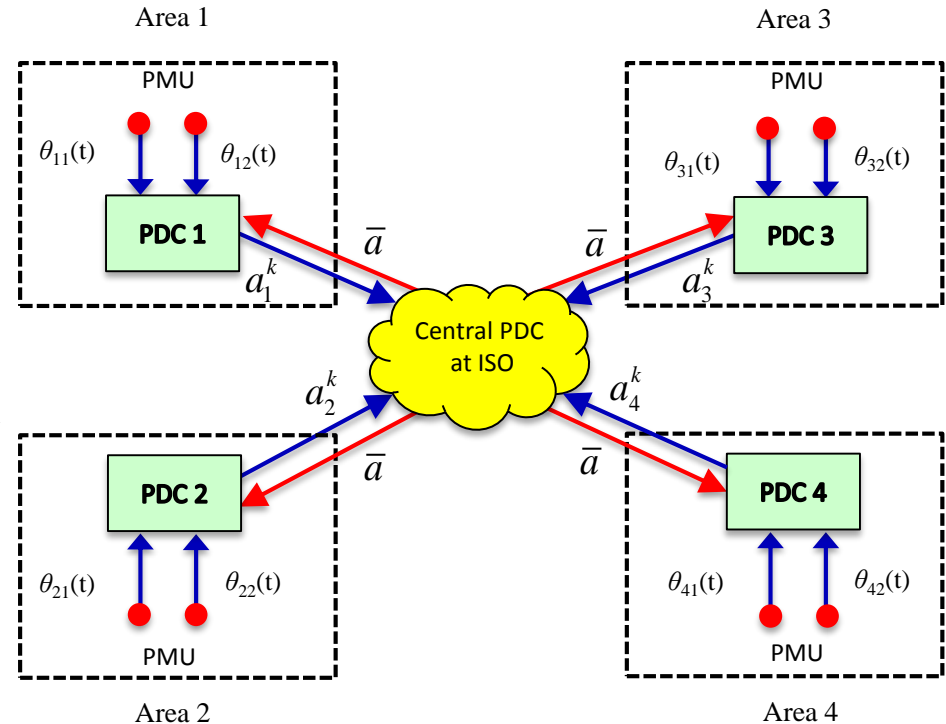 Area 1
PMU
θ₁₁(t)
θ₁₂(t)
PDC 1
a̅
a₁ᵏ
Area 3
PMU
θ₃₁(t)
θ₃₂(t)
PDC 3
a̅
a₃ᵏ
Central PDC
at ISO
a₂ᵏ
a̅
PDC 2
θ₂₁(t)
θ₂₂(t)
PMU
Area 2
a₄ᵏ
a̅
PDC 4
θ₄₁(t)
θ₄₂(t)
PMU
Area 4